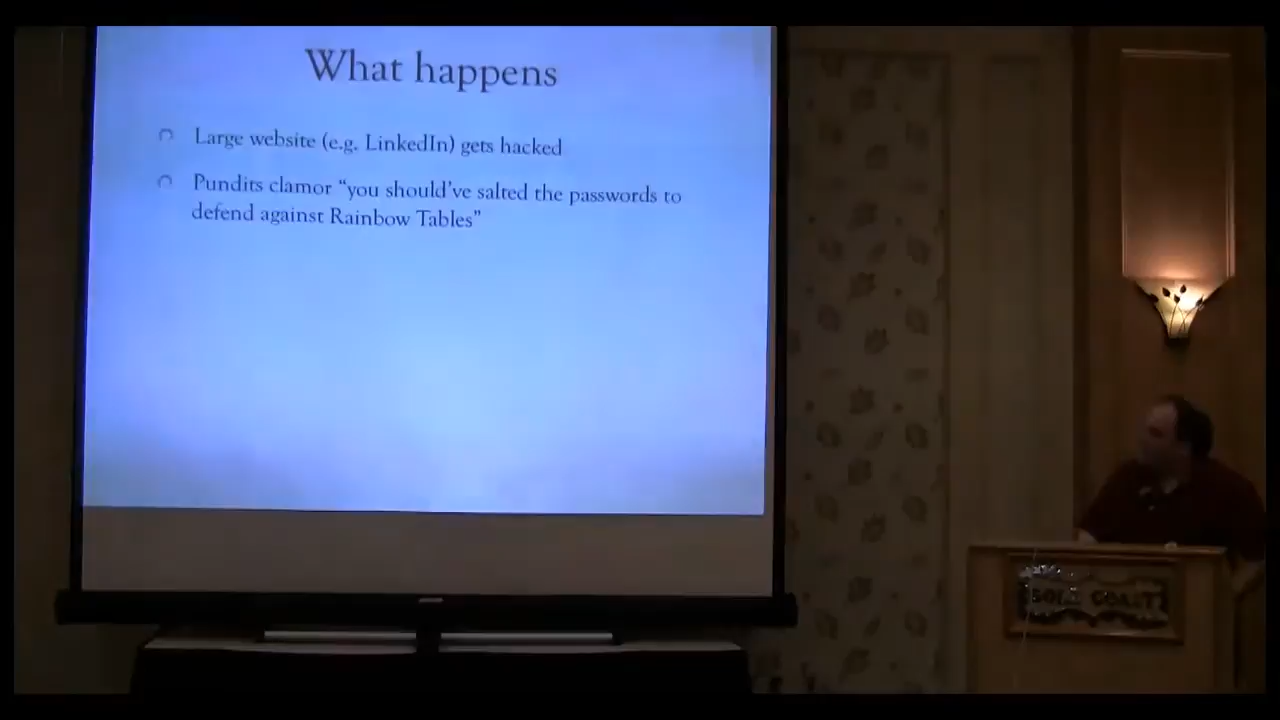 What happens
Large website (e.g. LinkedIn) gets hacked
Pundits clamor “you should’ve salted the passwords to
defend against Rainbow Tables”
COAST